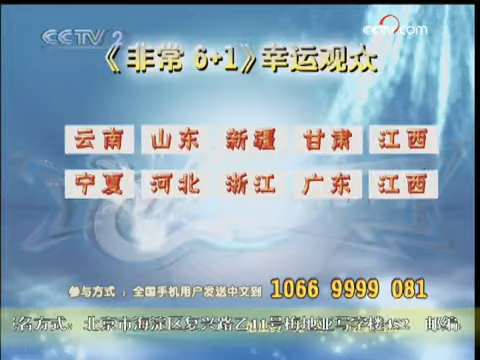 CCTV 2
CCTV.com
《非常 6+1》幸运观众
云南 山东 新疆 甘肃 江西
宁夏 河北 浙江 广东 江西
参与方式：全国手机用户发送中文到 1066 9999 081
名方式: 北京市海淀区复兴路乙11号梅地亚写字楼452 邮编